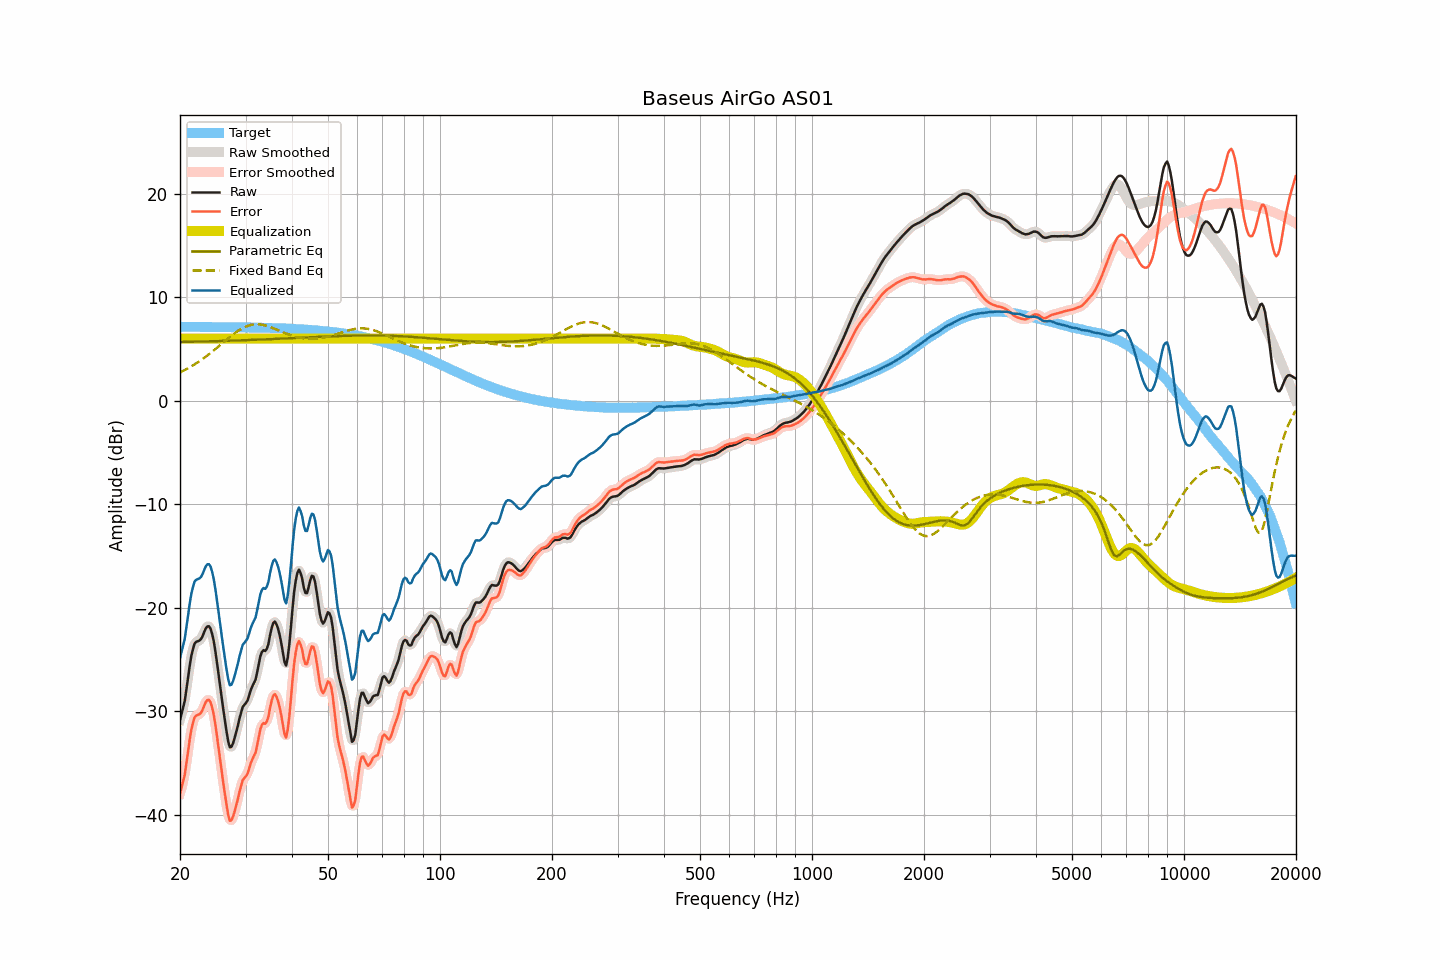 Baseus AirGo AS01
Target
Raw Smoothed
Error Smoothed
Raw
Error
Equalization
Parametric Eq
Fixed Band Eq
Equalized
20
10
0
−10
−20
−30
−40
Amplitude (dBr)
20 50 100 200 500 1000 2000 5000 10000 20000
Frequency (Hz)